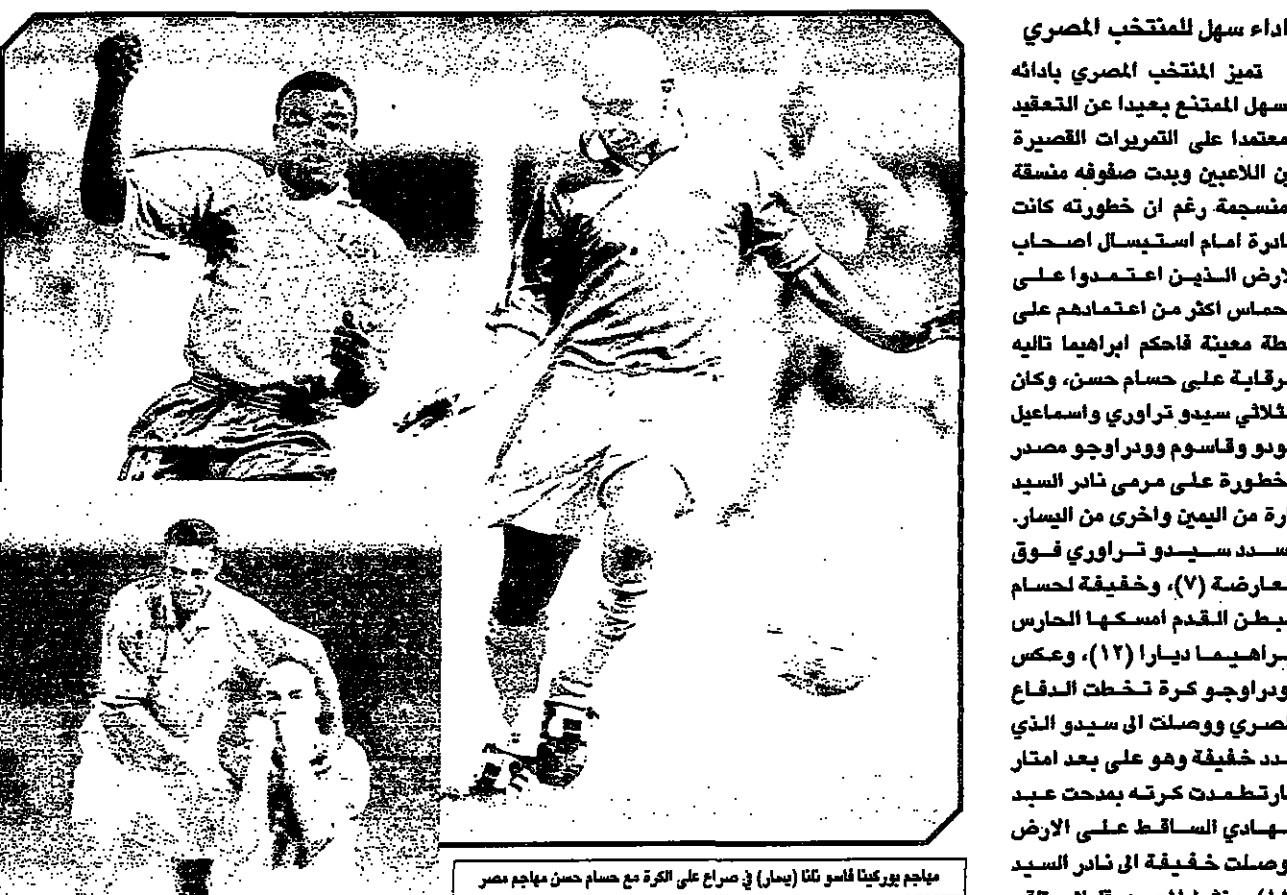 اداء سهل للمنتخب المصري
تميز المنتخب المصري بادائه
سهل الممتنع بعيدا عن التعقيد
معتمدا على التمريرات القصيرة
ن اللاعبين وبدت صفوفه منسقة
منسجمة رغم ان خطورته كانت
ادرة امام استبسال اصحاب
لارض الذين اعتمدوا على
حماس اكثر من اعتمادهم على
طة معينة فاحكم ابراهيما تاليه
رقابة على حسام حسن، وكان
ثلاثي سيدو تراوري واسماعيل
ودو وقاسوم وودراوجو مصدر
خطورة على مرمى نادر السيد
ارة من اليمين واخرى من اليسار.
سدد سيدو تراوري فوق
عارضة (٧)، وخفيفة لحسام
بطن القدم امسكها الحارس
براهيما ديارا (١٢)، وعكس
ودراوجو كرة تخطت الدفاع
لمصري ووصلت الى سيدو الذي
دد خفيفة وهو على بعد امتار
ارتطمت كرته بمدحت عبد
هادي الساقط على الارض
وصلت خفيفة الى نادر السيد
مهاجم بوركينا فاسو نانا (يسار) في صراع على الكرة مع حسام حسن مهاجم مصر